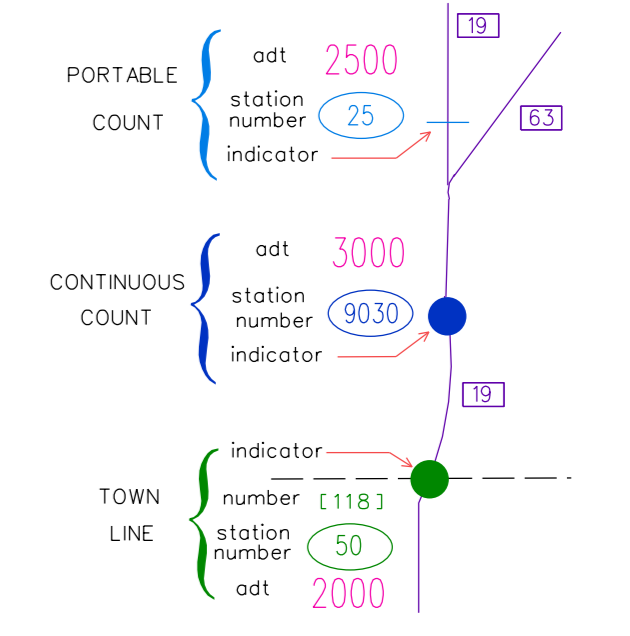 19
adt 2500
PORTABLE
COUNT
station
number 25
63
indicator
adt 3000
CONTINUOUS
COUNT
station
number 9030
indicator
19
indicator
TOWN
LINE
number [118]
station
number 50
adt 2000